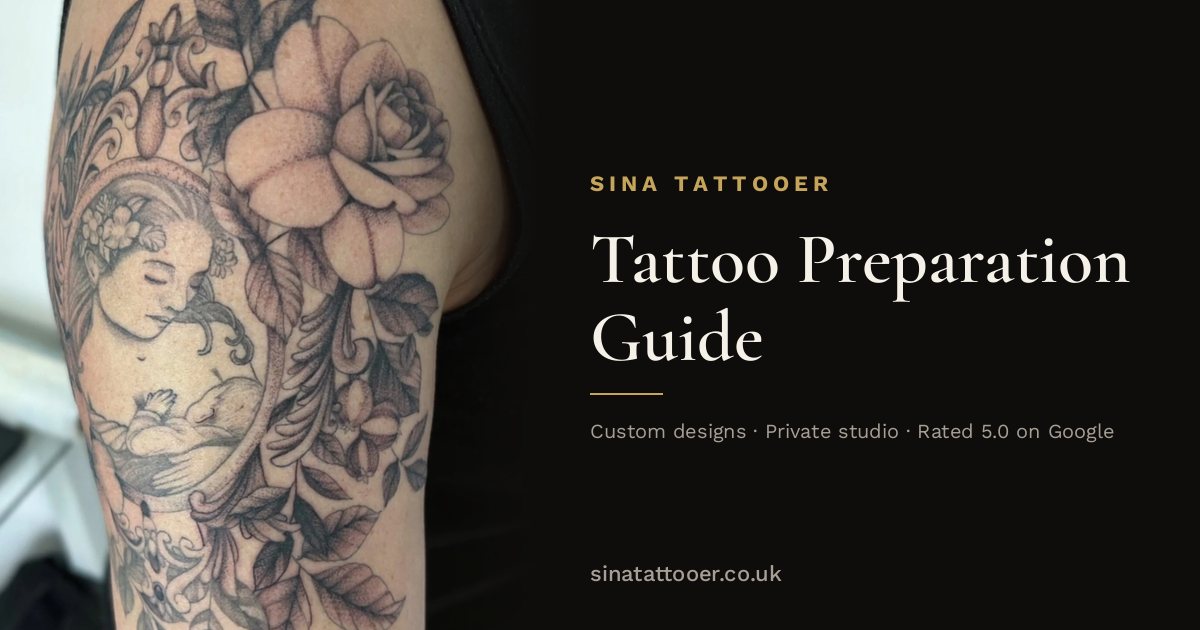 SINA TATTOOER
Tattoo Preparation
Guide
Custom designs · Private studio · Rated 5.0 on Google
sinatattooer.co.uk